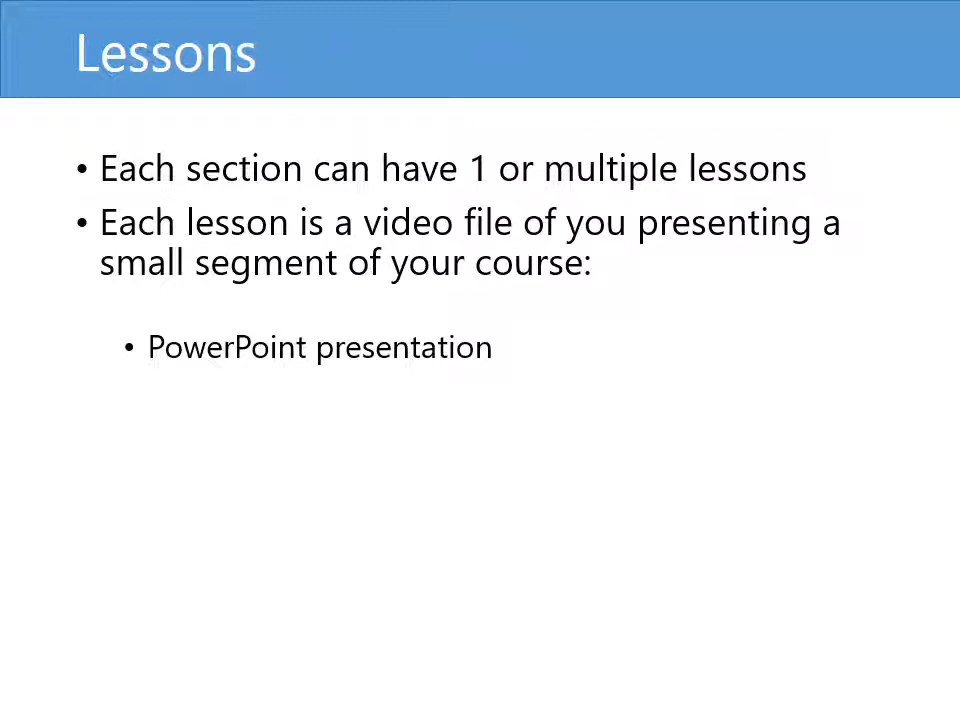 Lessons
• Each section can have 1 or multiple lessons
• Each lesson is a video file of you presenting a
small segment of your course:
• PowerPoint presentation